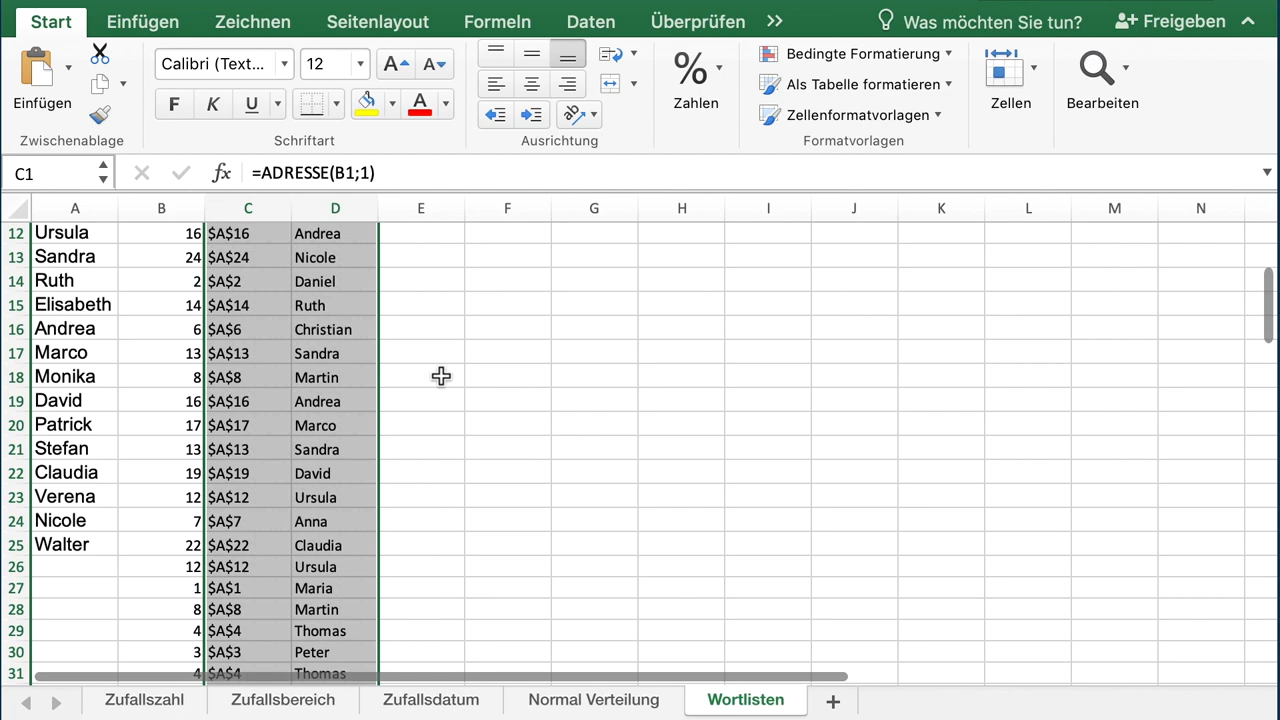 Start Einfügen Zeichnen Seitenlayout Formeln Daten Überprüfen >> Was möchten Sie tun? Freigeben
Calibri (Text... 12 A A
Bedingte Formatierung
Als Tabelle formatieren
Einfügen F K U A % Zahlen Zellen Bearbeiten
Zellenformatvorlagen
Zwischenablage Schriftart Ausrichtung Formatvorlagen
C1 fx =ADRESSE(B1;1)
A B C D E F G H I J K L M N
12 Ursula 16 $A$16 Andrea
13 Sandra 24 $A$24 Nicole
14 Ruth 2 $A$2 Daniel
15 Elisabeth 14 $A$14 Ruth
16 Andrea 6 $A$6 Christian
17 Marco 13 $A$13 Sandra
18 Monika 8 $A$8 Martin
19 David 16 $A$16 Andrea
20 Patrick 17 $A$17 Marco
21 Stefan 13 $A$13 Sandra
22 Claudia 19 $A$19 David
23 Verena 12 $A$12 Ursula
24 Nicole 7 $A$7 Anna
25 Walter 22 $A$22 Claudia
26 12 $A$12 Ursula
27 1 $A$1 Maria
28 8 $A$8 Martin
29 4 $A$4 Thomas
30 3 $A$3 Peter
31 4 $A$4 Thomas
Zufallszahl Zufallsbereich Zufallsdatum Normal Verteilung Wortlisten +